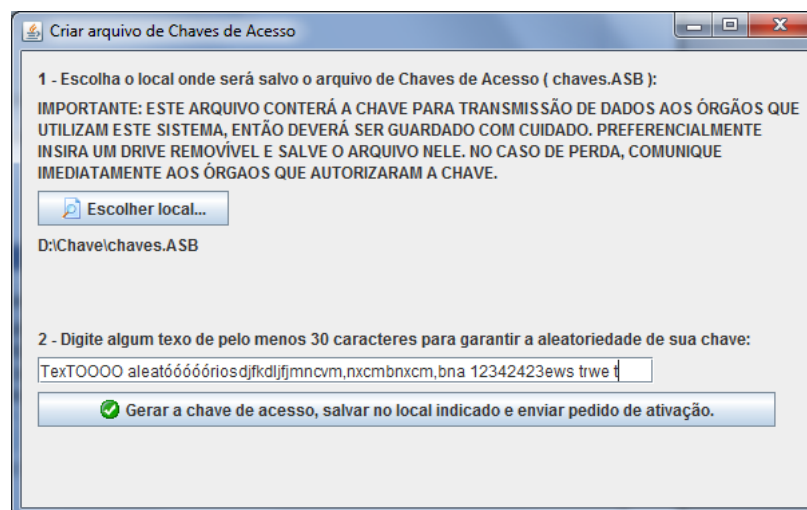 Criar arquivo de Chaves de Acesso
1 - Escolha o local onde será salvo o arquivo de Chaves de Acesso ( chaves.ASB ):
IMPORTANTE: ESTE ARQUIVO CONTERÁ A CHAVE PARA TRANSMISSÃO DE DADOS AOS ÓRGÃOS QUE
UTILIZAM ESTE SISTEMA, ENTÃO DEVERÁ SER GUARDADO COM CUIDADO. PREFERENCIALMENTE
INSIRA UM DRIVE REMOVÍVEL E SALVE O ARQUIVO NELE. NO CASO DE PERDA, COMUNIQUE
IMEDIATAMENTE AOS ÓRGAOS QUE AUTORIZARAM A CHAVE.
Escolher local...
D:\Chave\chaves.ASB
2 - Digite algum texo de pelo menos 30 caracteres para garantir a aleatoriedade de sua chave:
TexTOOOO aleatóóóóóriosdjfkdljfjmncvm,nxcmbnxcm,bna 12342423ews trwe t
Gerar a chave de acesso, salvar no local indicado e enviar pedido de ativação.